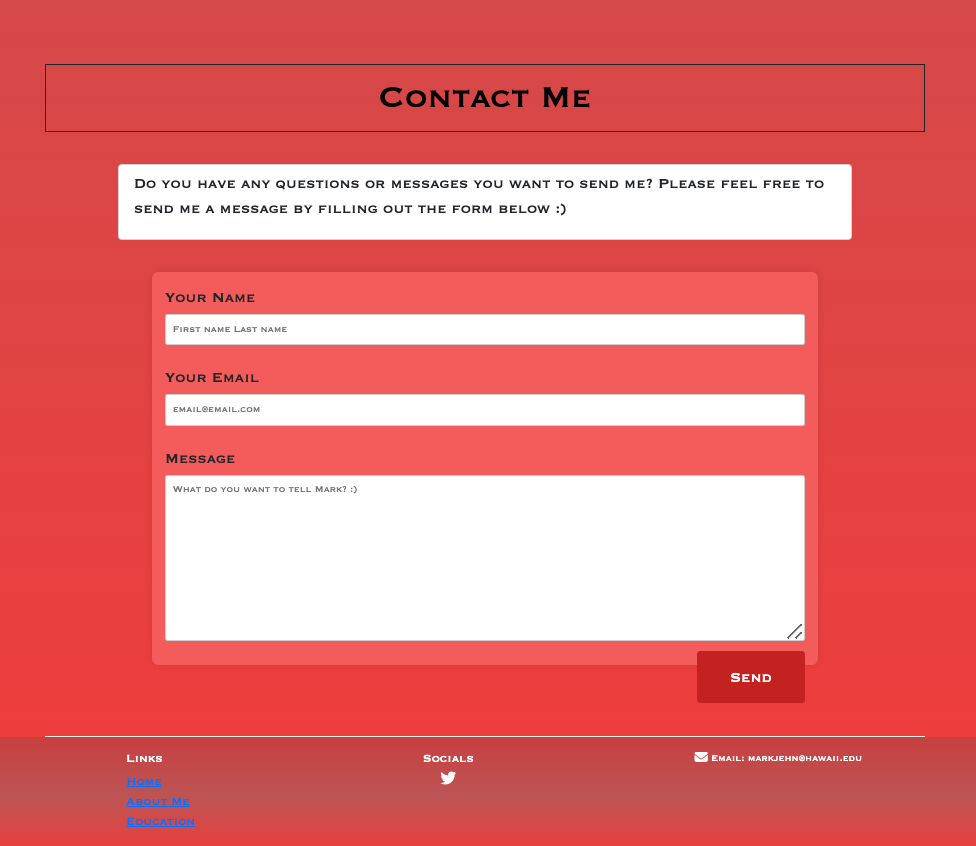 Contact Me
Do you have any questions or messages you want to send me? Please feel free to
send me a message by filling out the form below :)
Your Name
First name Last name
Your Email
email@email.com
Message
What do you want to tell Mark? :)
Send
Links
Home
About Me
Education
Socials
Email: markjehn@hawaii.edu